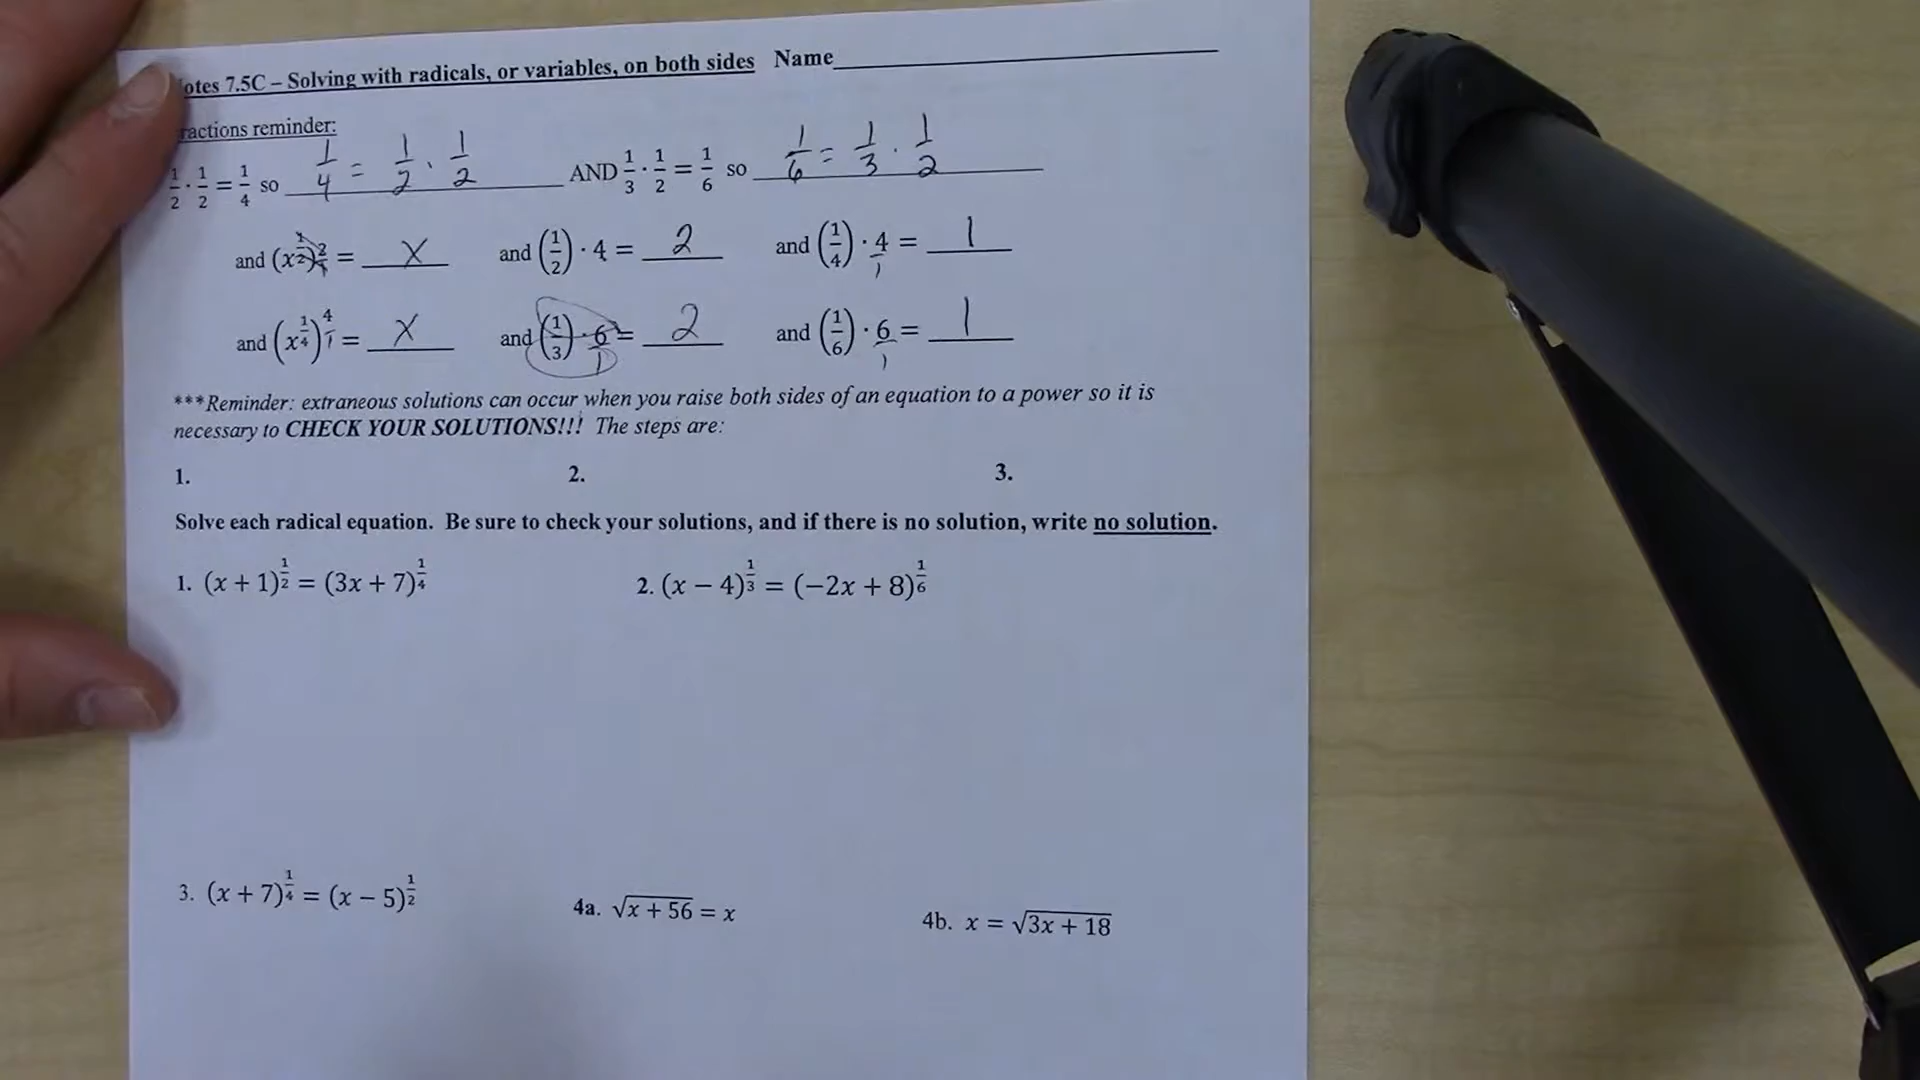 otes 7.5C – Solving with radicals, or variables, on both sides Name
ractions reminder:
1/2 · 1/2 = 1/4 so 1/4 = 1/2 · 1/2 AND 1/3 · 1/2 = 1/6 so 1/6 = 1/3 · 1/2
and (x^(1/2))^(2/1) = x and (1/2) · 4 = 2 and (1/4) · 4/1 = 1
and (x^(1/4))^(4/1) = x and (1/3) · 6/1 = 2 and (1/6) · 6/1 = 1
***Reminder: extraneous solutions can occur when you raise both sides of an equation to a power so it is
necessary to CHECK YOUR SOLUTIONS!!! The steps are:
1. 2. 3.
Solve each radical equation. Be sure to check your solutions, and if there is no solution, write no solution.
1. (x + 1)^(1/2) = (3x + 7)^(1/4) 2. (x − 4)^(1/3) = (−2x + 8)^(1/6)
3. (x + 7)^(1/4) = (x − 5)^(1/2) 4a. √(x + 56) = x 4b. x = √(3x + 18)